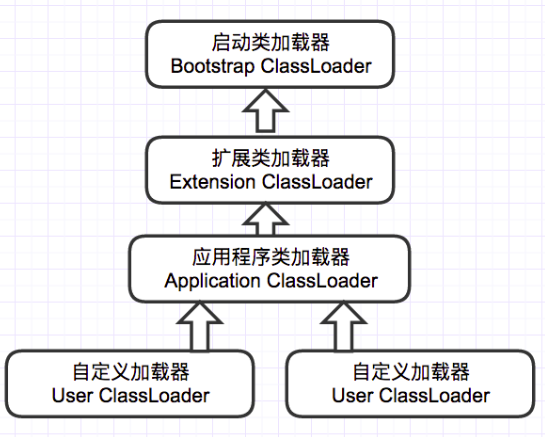 启动类加载器
Bootstrap ClassLoader
扩展类加载器
Extension ClassLoader
应用程序类加载器
Application ClassLoader
自定义加载器
User ClassLoader
自定义加载器
User ClassLoader